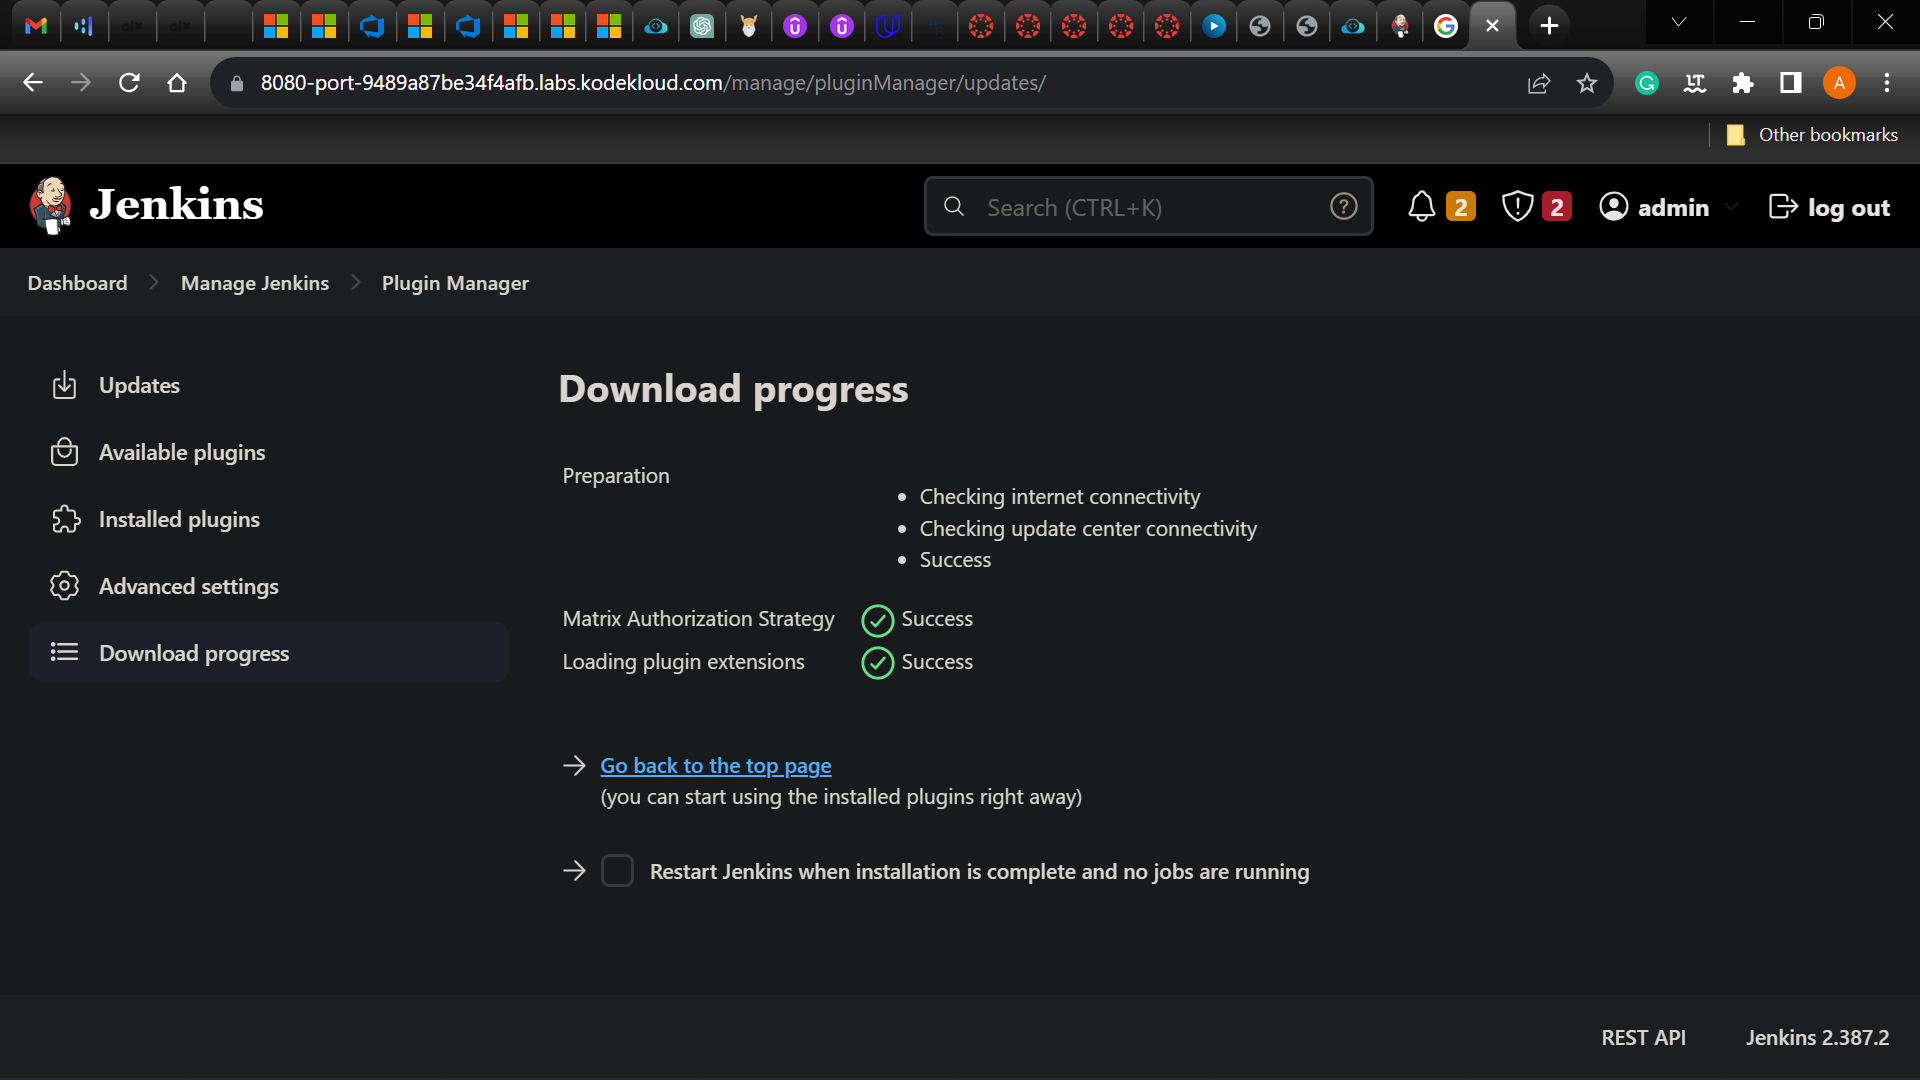 8080-port-9489a87be34f4afb.labs.kodekloud.com/manage/pluginManager/updates/
A
Other bookmarks
Jenkins
Search (CTRL+K)
2
2
admin
log out
Dashboard
Manage Jenkins
Plugin Manager
Updates
Available plugins
Installed plugins
Advanced settings
Download progress
Download progress
Preparation
Checking internet connectivity
Checking update center connectivity
Success
Matrix Authorization Strategy Success
Loading plugin extensions Success
Go back to the top page
(you can start using the installed plugins right away)
Restart Jenkins when installation is complete and no jobs are running
REST API
Jenkins 2.387.2